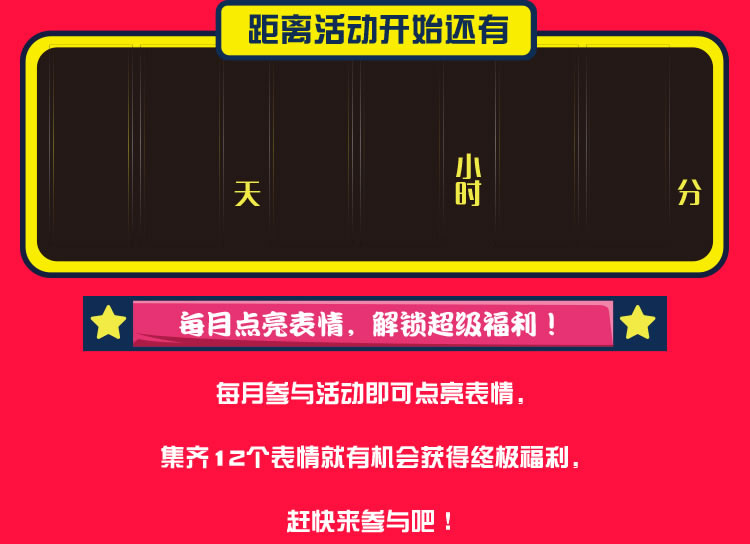 距离活动开始还有
天
小时
分
每月点亮表情，解锁超级福利！
每月参与活动即可点亮表情，
集齐12个表情就有机会获得终极福利，
赶快来参与吧！